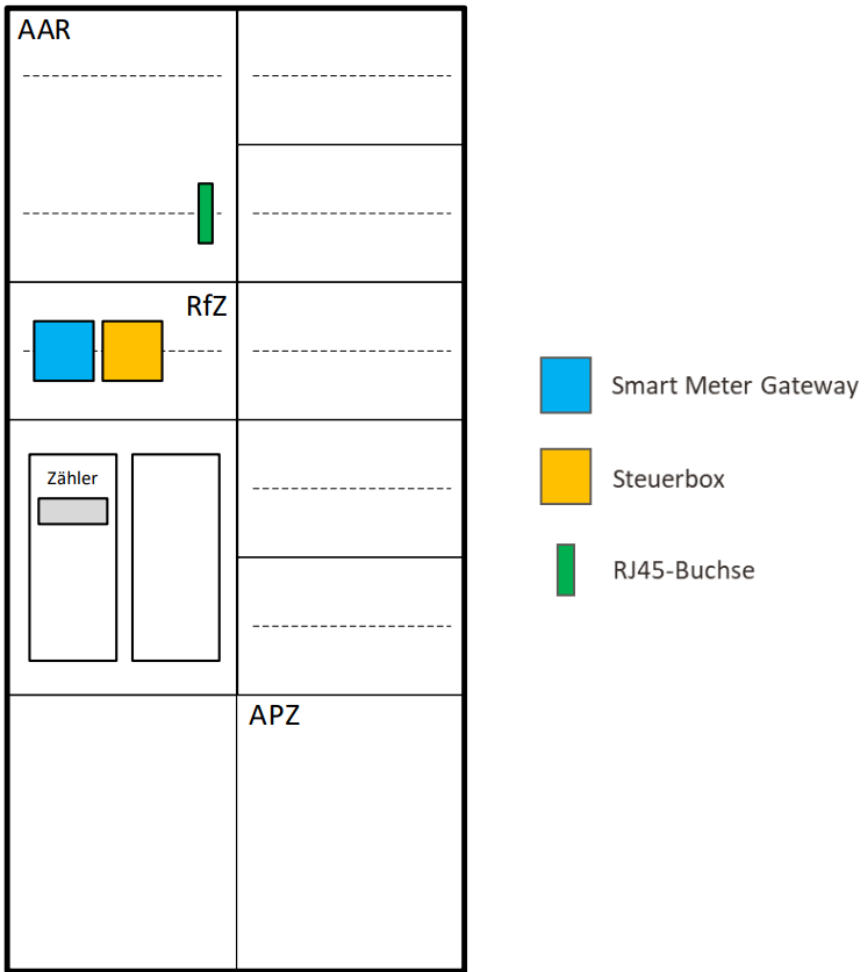 AAR
RfZ
Zähler
APZ
Smart Meter Gateway
Steuerbox
RJ45-Buchse